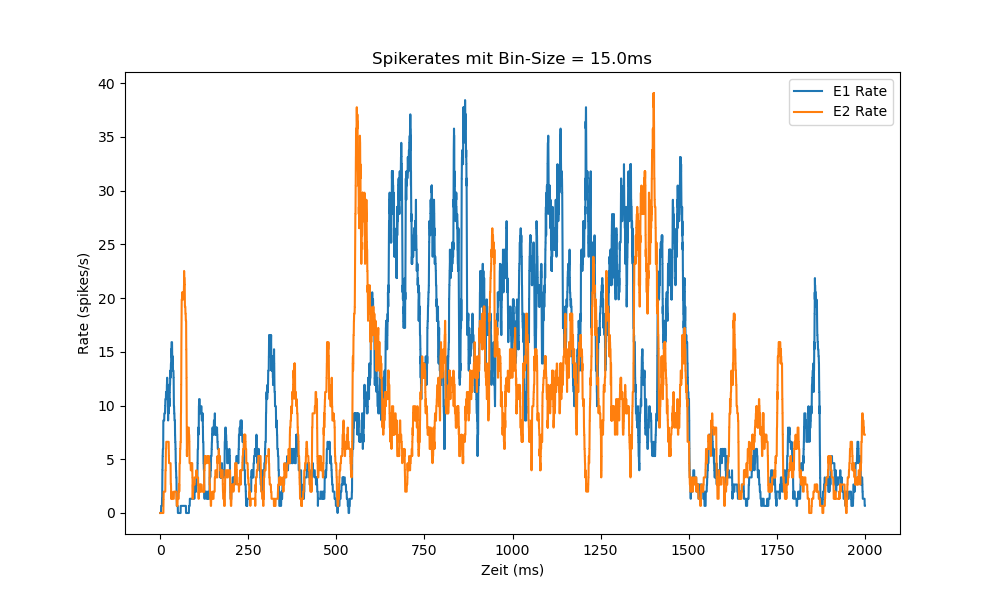 Spikerates mit Bin-Size = 15.0ms
E1 Rate
E2 Rate
Rate (spikes/s)
40
35
30
25
20
15
10
5
0
0 250 500 750 1000 1250 1500 1750 2000
Zeit (ms)